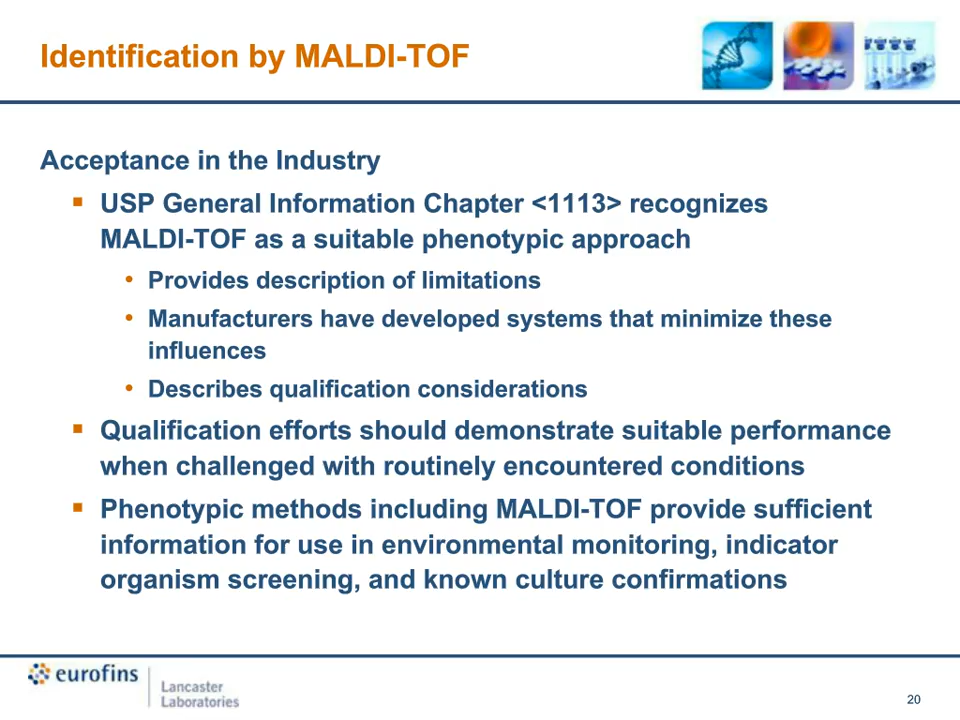 Identification by MALDI-TOF
Acceptance in the Industry
▪ USP General Information Chapter <1113> recognizes
MALDI-TOF as a suitable phenotypic approach
• Provides description of limitations
• Manufacturers have developed systems that minimize these
influences
• Describes qualification considerations
▪ Qualification efforts should demonstrate suitable performance
when challenged with routinely encountered conditions
▪ Phenotypic methods including MALDI-TOF provide sufficient
information for use in environmental monitoring, indicator
organism screening, and known culture confirmations
eurofins
Lancaster
Laboratories
20